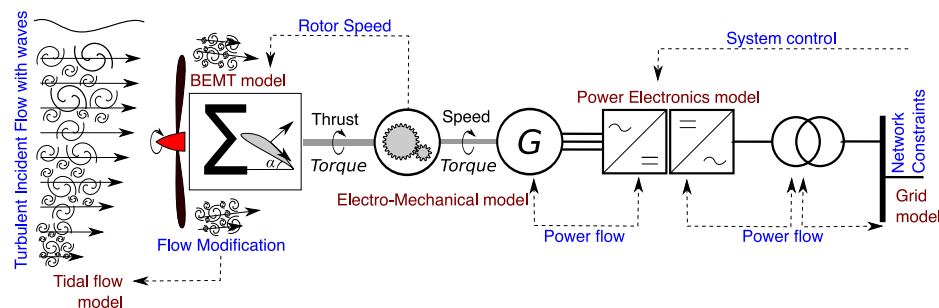 Turbulent Incident Flow with waves
Rotor Speed
System control
BEMT model
Power Electronics model
Network
Constraints
Thrust
Speed
Σ
α
G
Torque
Torque
Electro-Mechanical model
Grid
model
Flow Modification
Power flow
Power flow
Tidal flow
model